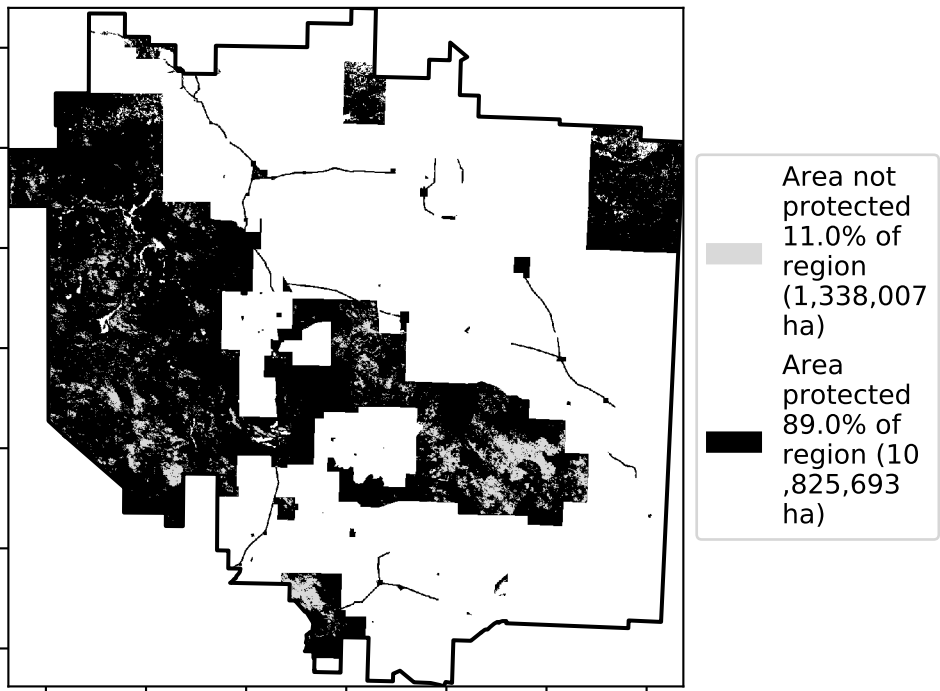 Area not
protected
11.0% of
region
(1,338,007
ha)
Area
protected
89.0% of
region (10
,825,693
ha)